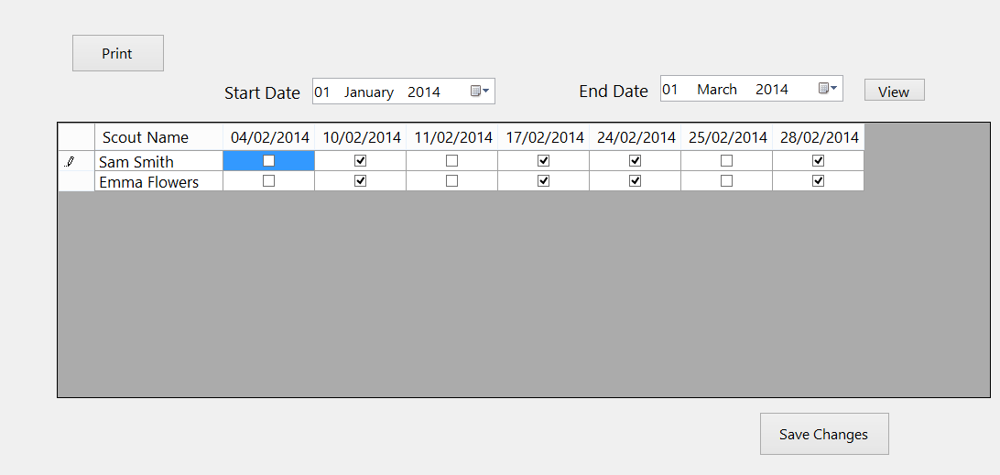 Print
Start Date 01 January 2014 End Date 01 March 2014 View
Scout Name 04/02/2014 10/02/2014 11/02/2014 17/02/2014 24/02/2014 25/02/2014 28/02/2014
Sam Smith
Emma Flowers
Save Changes